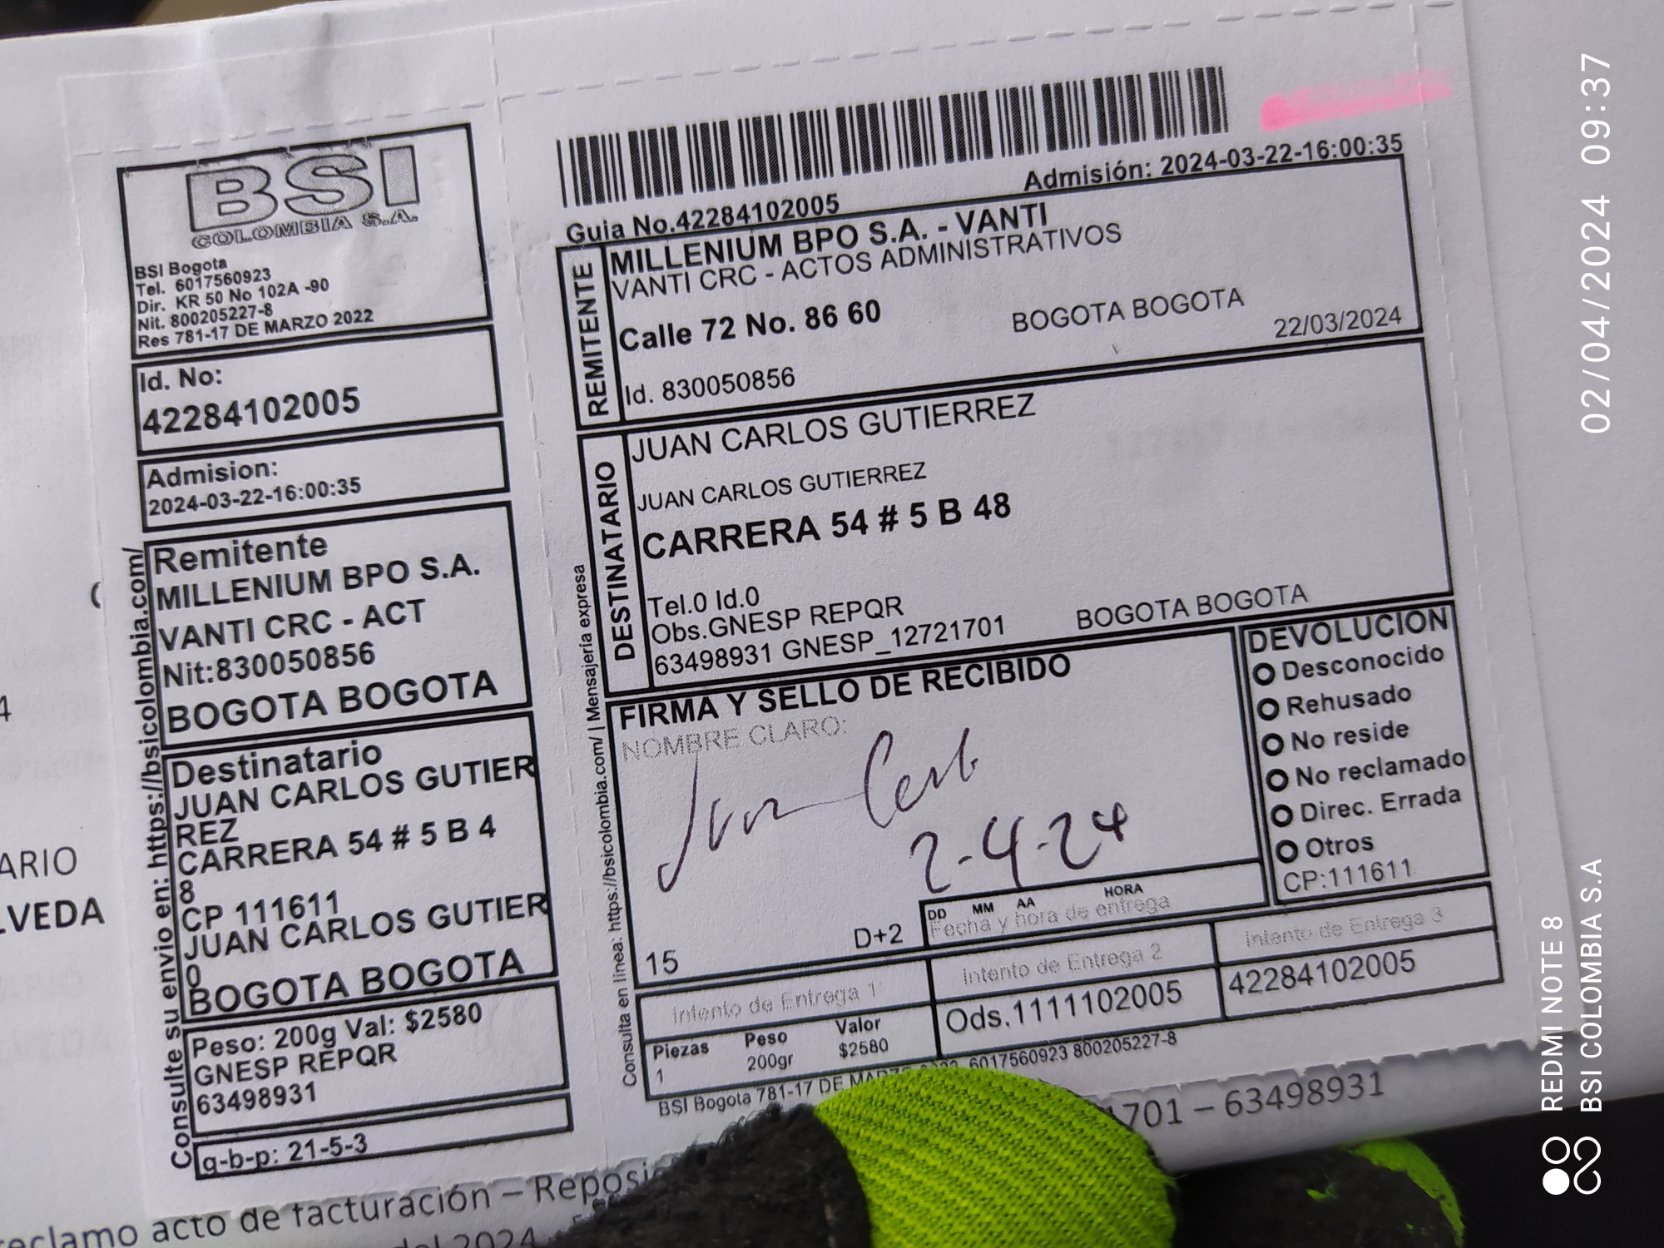 BSI
COLOMBIA S.A.
BSI Bogota
Tel. 6017560923
Dir. KR 50 No 102A -90
Nit. 800205227-8
Res 781-17 DE MARZO 2022
Id. No:
42284102005
Admision:
2024-03-22-16:00:35
Remitente
MILLENIUM BPO S.A.
VANTI CRC - ACT
Nit:830050856
BOGOTA BOGOTA
Destinatario
JUAN CARLOS GUTIER
REZ
CARRERA 54 # 5 B 4
8
CP 111611
JUAN CARLOS GUTIER
0
BOGOTA BOGOTA
Peso: 200g Val: $2580
GNESP REPQR
63498931
g-b-p: 21-5-3
Consulte su envio en: https://bsicolombia.com/
Guia No.42284102005
Admisión: 2024-03-22-16:00:35
REMITENTE
MILLENIUM BPO S.A. - VANTI
VANTI CRC - ACTOS ADMINISTRATIVOS
Calle 72 No. 86 60
BOGOTA BOGOTA
22/03/2024
Id. 830050856
DESTINATARIO
JUAN CARLOS GUTIERREZ
JUAN CARLOS GUTIERREZ
CARRERA 54 # 5 B 48
Tel.0 Id.0
Obs.GNESP REPQR
63498931 GNESP_12721701
BOGOTA BOGOTA
FIRMA Y SELLO DE RECIBIDO
NOMBRE CLARO:
Juan
2-4-24
DD MM AA HORA
Fecha y hora de entrega
15
D+2
DEVOLUCION
Desconocido
Rehusado
No reside
No reclamado
Direc. Errada
Otros
CP:111611
Intento de Entrega 1
Intento de Entrega 2
Intento de Entrega 3
Piezas Peso Valor
1 200gr $2580
Ods.1111102005
42284102005
BSI Bogota 781-17 DE 6017560923 800205227-8
Consulta en línea: https://bsicolombia.com/ | Mensajería expresa
701 – 63498931
ARIO
LVEDA
reclamo acto de facturación –
2024
02/04/2024 09:37
REDMI NOTE 8
BSI COLOMBIA S.A